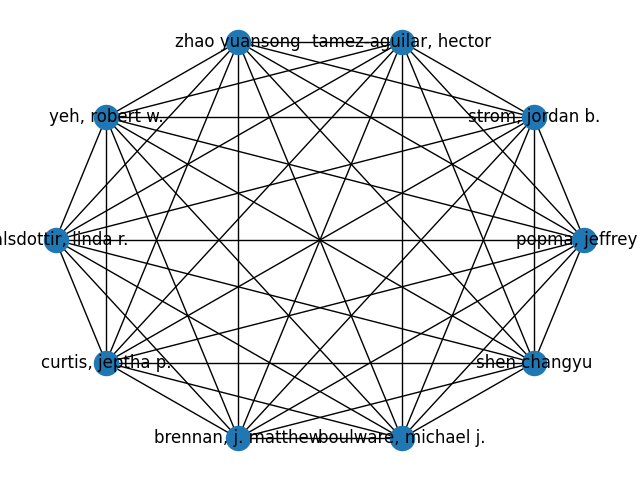 zhao yuansong
tamez-aguilar, hector
yeh, robert w.
strom, jordan b.
linda r.
popma, jeffrey
curtis, jeptha p.
shen changyu
brennan, j. matthew
boulware, michael j.